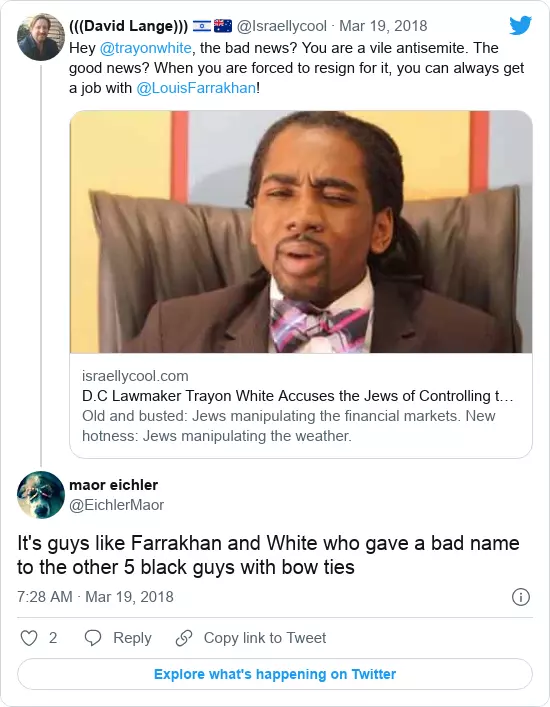 (((David Lange))) 🇮🇱 🇦🇺 @Israellycool · Mar 19, 2018
Hey @trayonwhite, the bad news? You are a vile antisemite. The
good news? When you are forced to resign for it, you can always get
a job with @LouisFarrakhan!
israellycool.com
D.C Lawmaker Trayon White Accuses the Jews of Controlling t...
Old and busted: Jews manipulating the financial markets. New
hotness: Jews manipulating the weather.
maor eichler
@EichlerMaor
It's guys like Farrakhan and White who gave a bad name
to the other 5 black guys with bow ties
7:28 AM · Mar 19, 2018
2 Reply Copy link to Tweet
Explore what's happening on Twitter